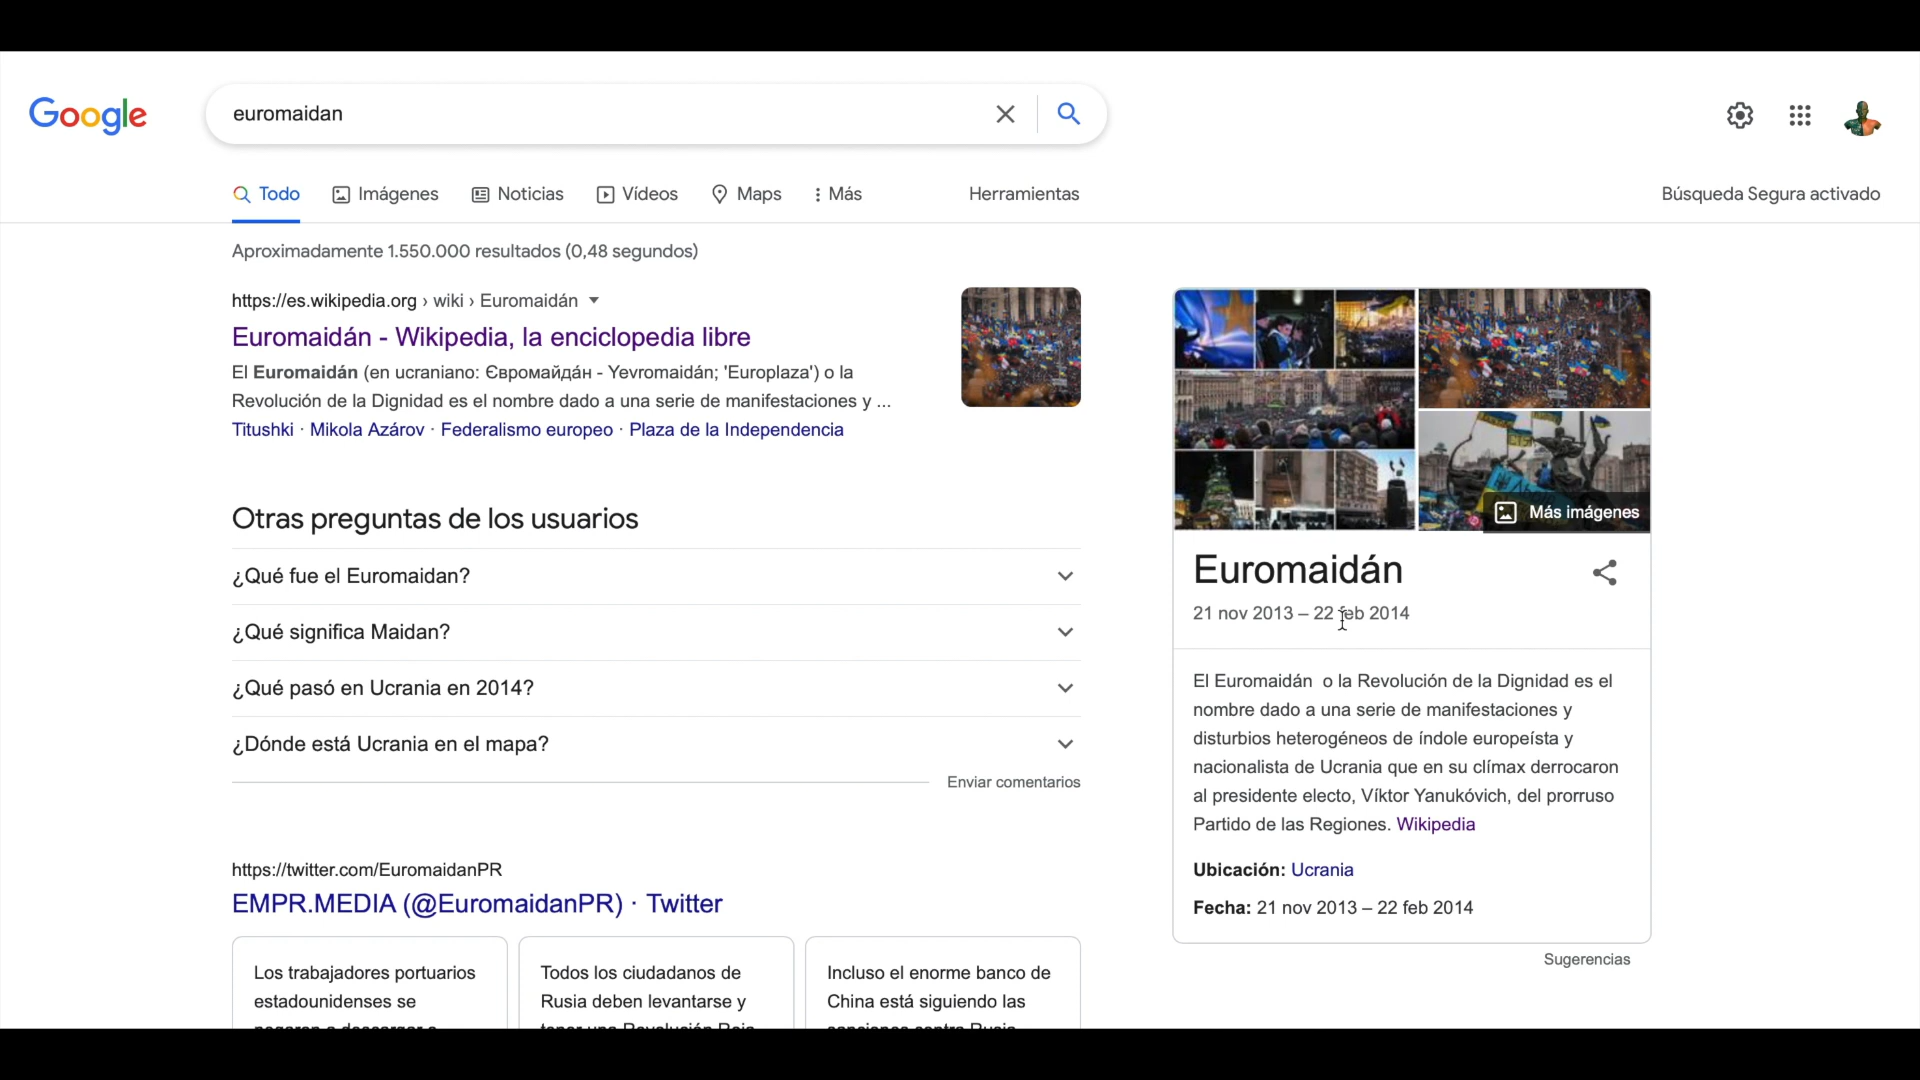 Google
euromaidan
Todo
Imágenes
Noticias
Vídeos
Maps
Más
Herramientas
Búsqueda Segura activado
Aproximadamente 1.550.000 resultados (0,48 segundos)
https://es.wikipedia.org › wiki › Euromaidán
Euromaidán - Wikipedia, la enciclopedia libre
El Euromaidán (en ucraniano: Євромайда́н - Yevromaidán; 'Europlaza') o la
Revolución de la Dignidad es el nombre dado a una serie de manifestaciones y ...
Titushki · Mikola Azárov · Federalismo europeo · Plaza de la Independencia
Otras preguntas de los usuarios
¿Qué fue el Euromaidan?
¿Qué significa Maidan?
¿Qué pasó en Ucrania en 2014?
¿Dónde está Ucrania en el mapa?
Enviar comentarios
https://twitter.com/EuromaidanPR
EMPR.MEDIA (@EuromaidanPR) · Twitter
Los trabajadores portuarios
estadounidenses se
Todos los ciudadanos de
Rusia deben levantarse y
Incluso el enorme banco de
China está siguiendo las
Más imágenes
Euromaidán
21 nov 2013 – 22 feb 2014
El Euromaidán o la Revolución de la Dignidad es el
nombre dado a una serie de manifestaciones y
disturbios heterogéneos de índole europeísta y
nacionalista de Ucrania que en su clímax derrocaron
al presidente electo, Víktor Yanukóvich, del prorruso
Partido de las Regiones. Wikipedia
Ubicación: Ucrania
Fecha: 21 nov 2013 – 22 feb 2014
Sugerencias